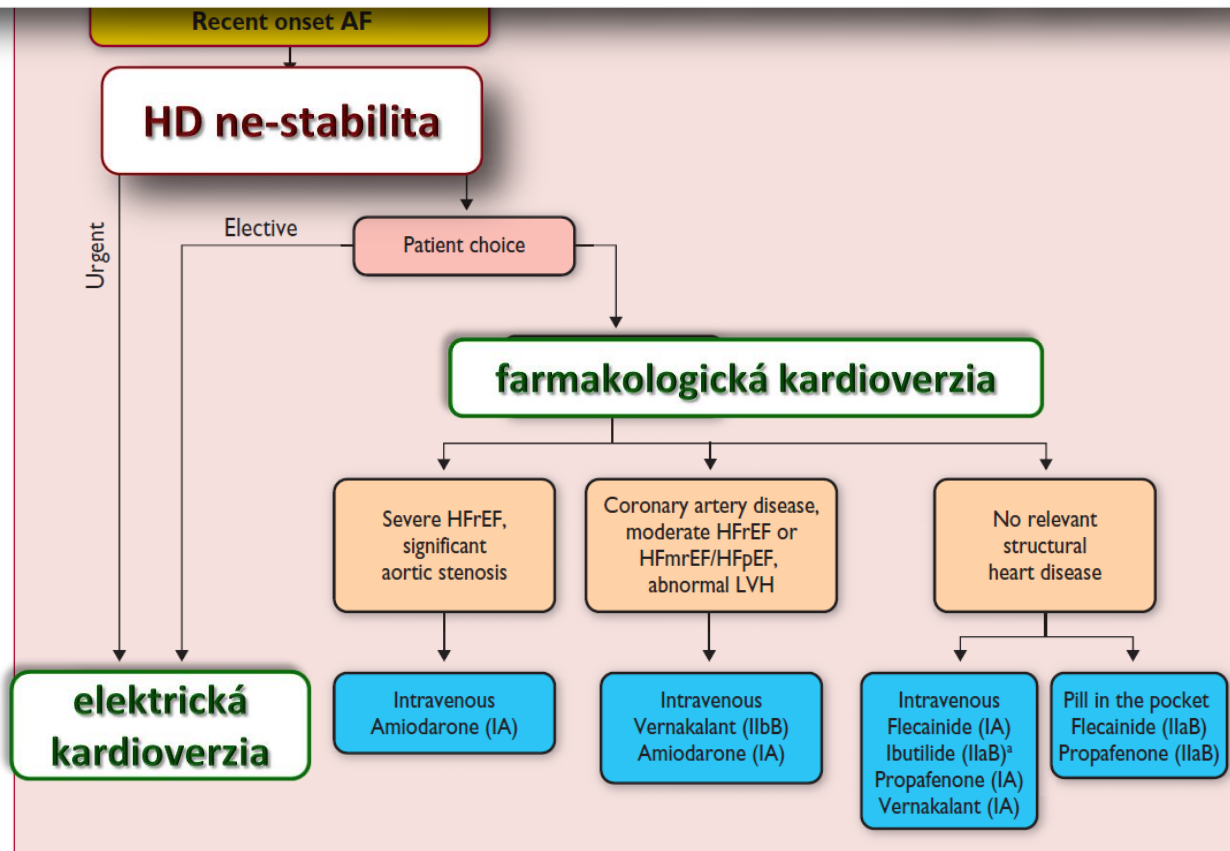 Recent onset AF
HD ne-stabilita
Urgent
Elective
Patient choice
farmakologická kardioverzia
Severe HFrEF,
significant
aortic stenosis
Coronary artery disease,
moderate HFrEF or
HFmrEF/HFpEF,
abnormal LVH
No relevant
structural
heart disease
elektrická
kardioverzia
Intravenous
Amiodarone (IA)
Intravenous
Vernakalant (IIbB)
Amiodarone (IA)
Intravenous
Flecainide (IA)
Ibutilide (IIaB)ª
Propafenone (IA)
Vernakalant (IA)
Pill in the pocket
Flecainide (IIaB)
Propafenone (IIaB)